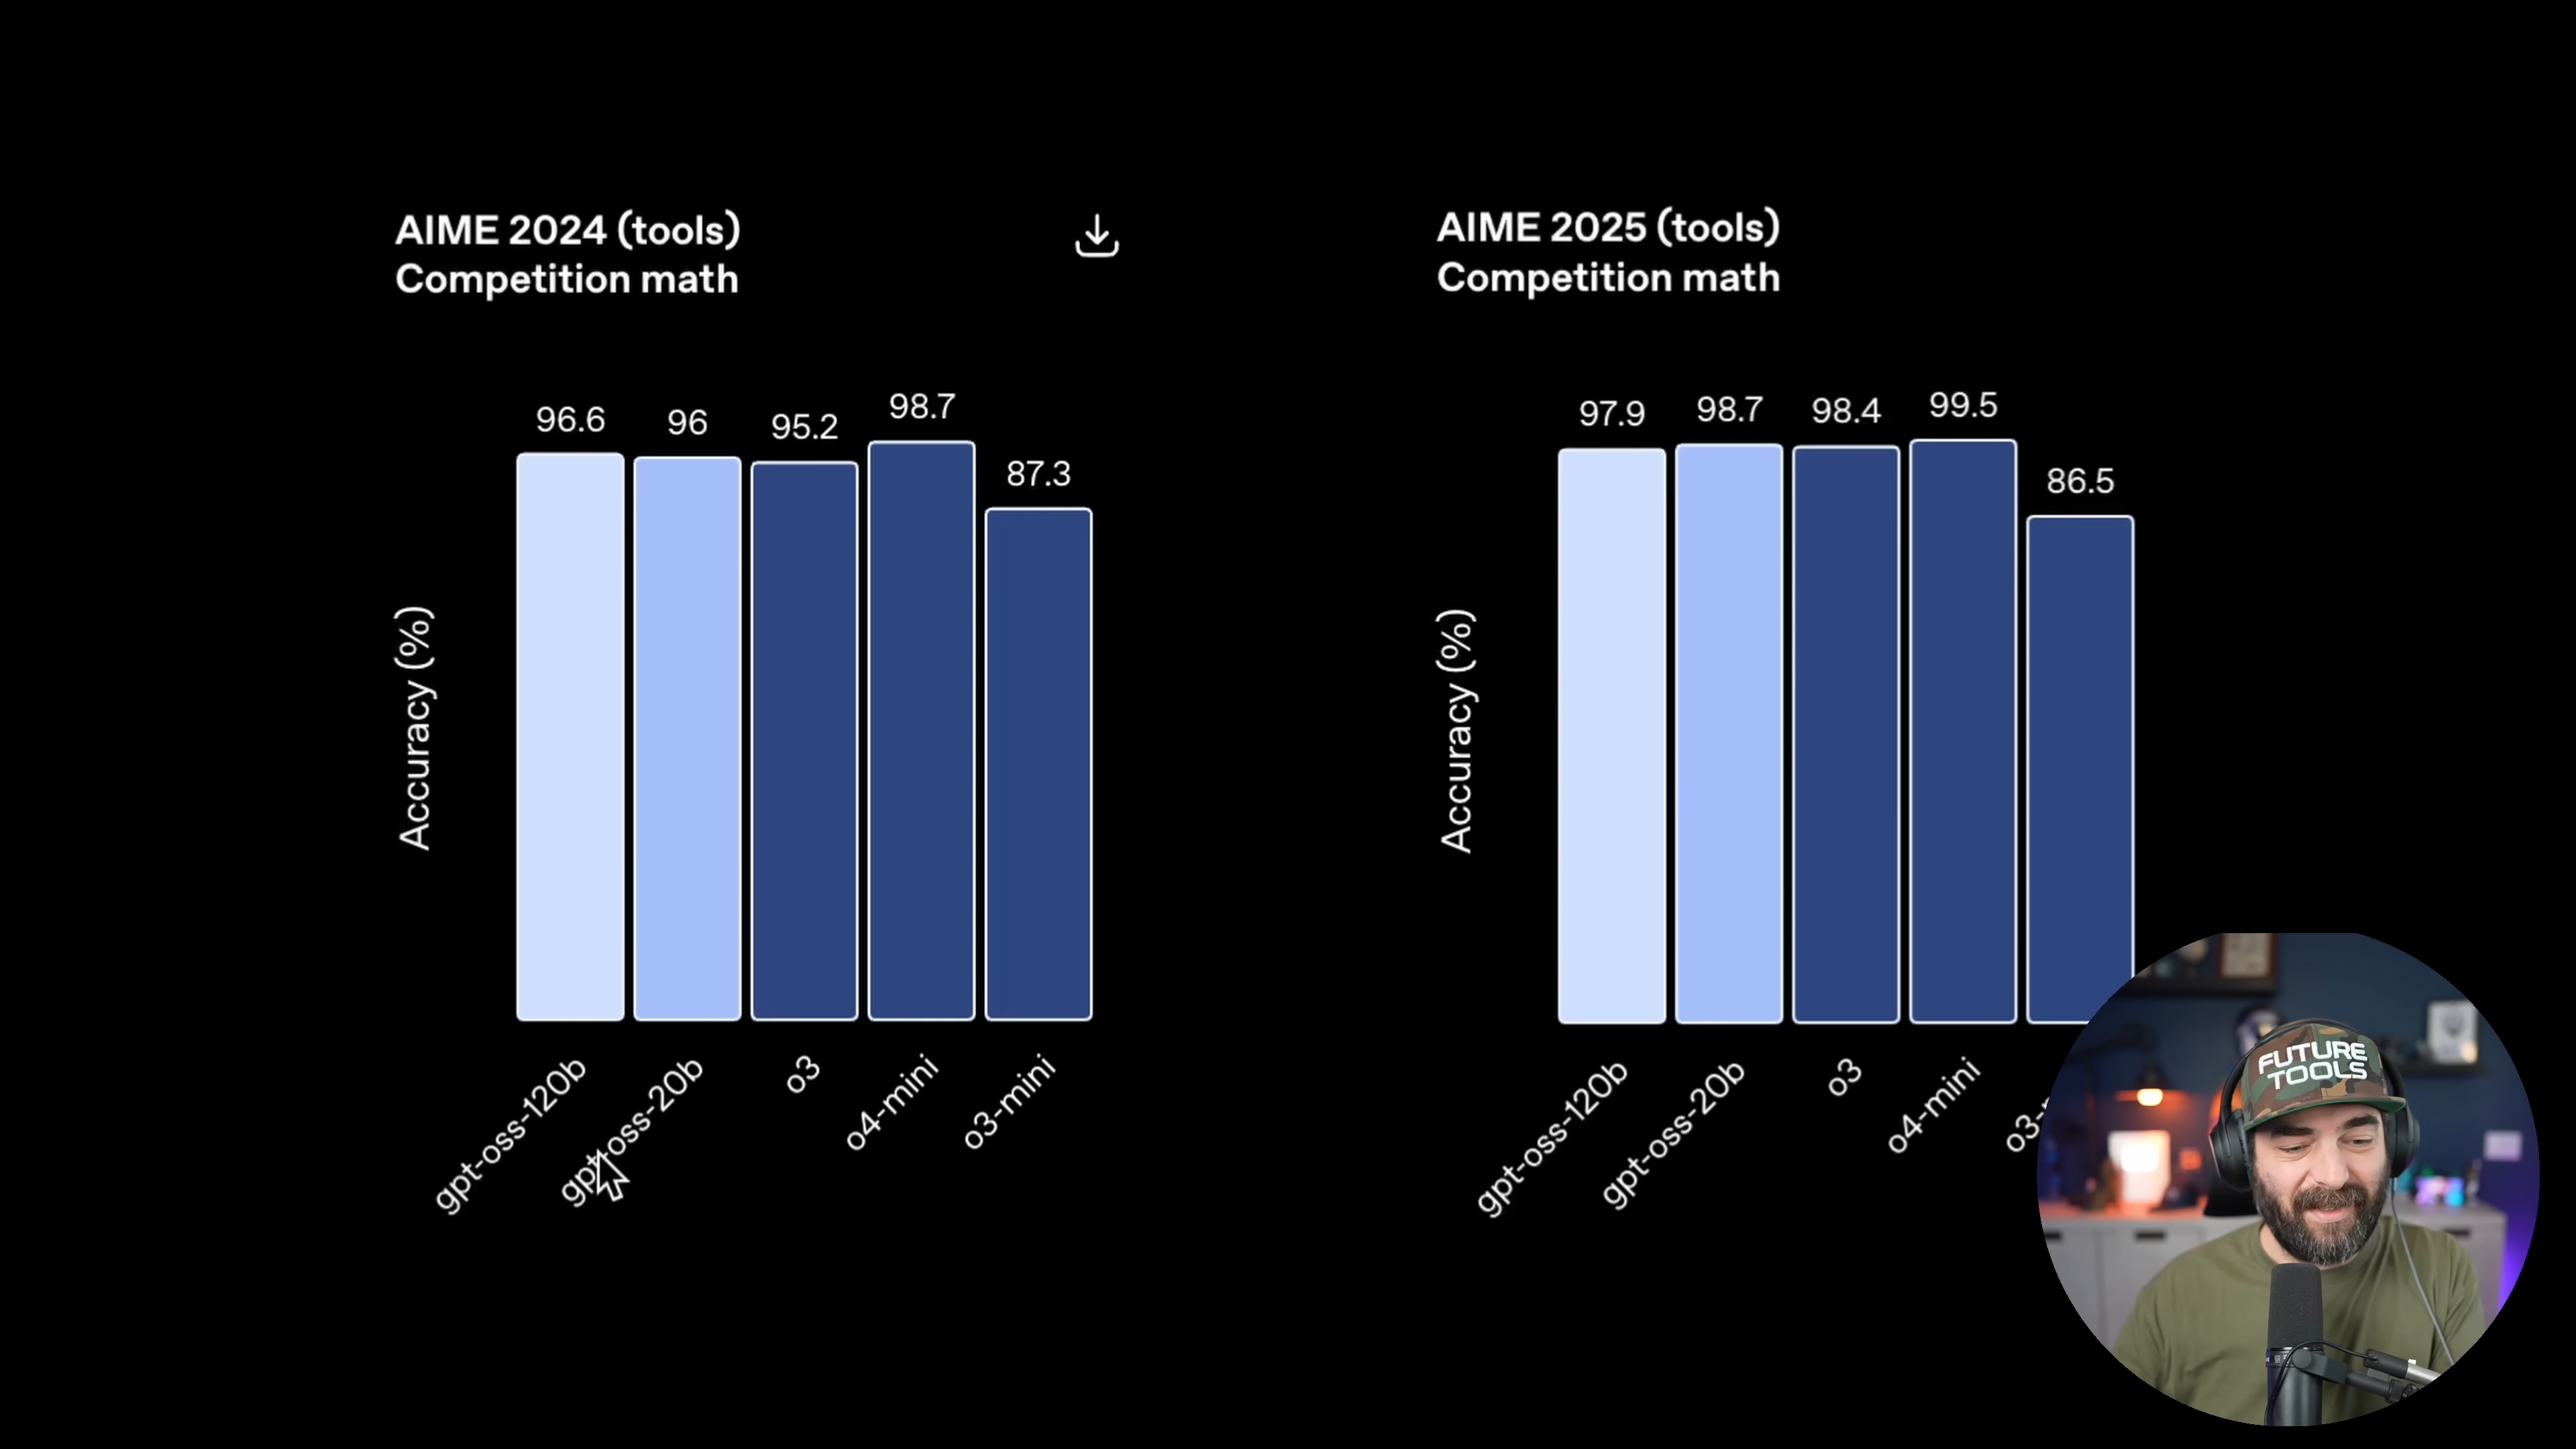 AIME 2024 (tools)
Competition math
Accuracy (%)
96.6
96
95.2
98.7
87.3
gpt-oss-120b
gpt-oss-20b
o3
o4-mini
o3-mini
AIME 2025 (tools)
Competition math
Accuracy (%)
97.9
98.7
98.4
99.5
86.5
gpt-oss-120b
gpt-oss-20b
o3
o4-mini
o3-
FUTURE
TOOLS